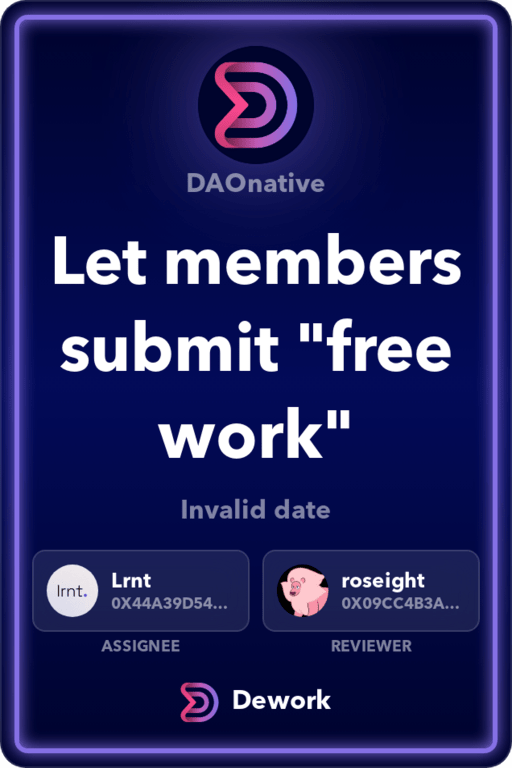 DAOnative
Let members
submit "free
work"
Invalid date
lrnt.
Lrnt
0X44A39D54...
roseight
0X09CC4B3A...
ASSIGNEE
REVIEWER
Dework